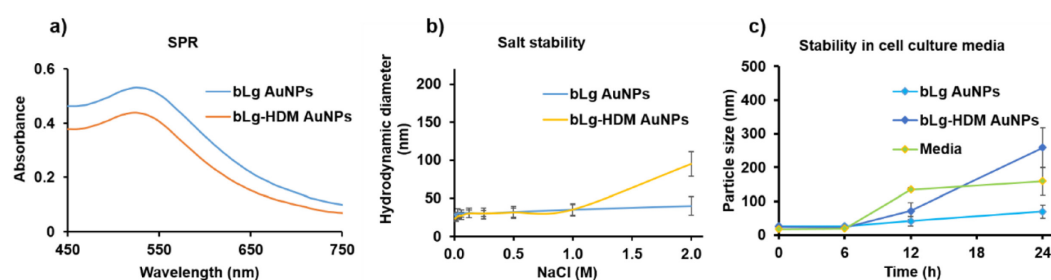 a)
SPR
0.6
0.4
0.2
0
Absorbance
450
550
650
750
Wavelength (nm)
bLg AuNPs
bLg-HDM AuNPs
b)
Salt stability
200
150
100
50
0
Hydrodynamic diameter
(nm)
0.0
0.5
1.0
1.5
2.0
NaCl (M)
bLg AuNPs
bLg-HDM AuNPs
c)
Stability in cell culture media
500
400
300
200
100
0
Particle size (nm)
0
6
12
18
24
Time (h)
bLg AuNPs
bLg-HDM AuNPs
Media